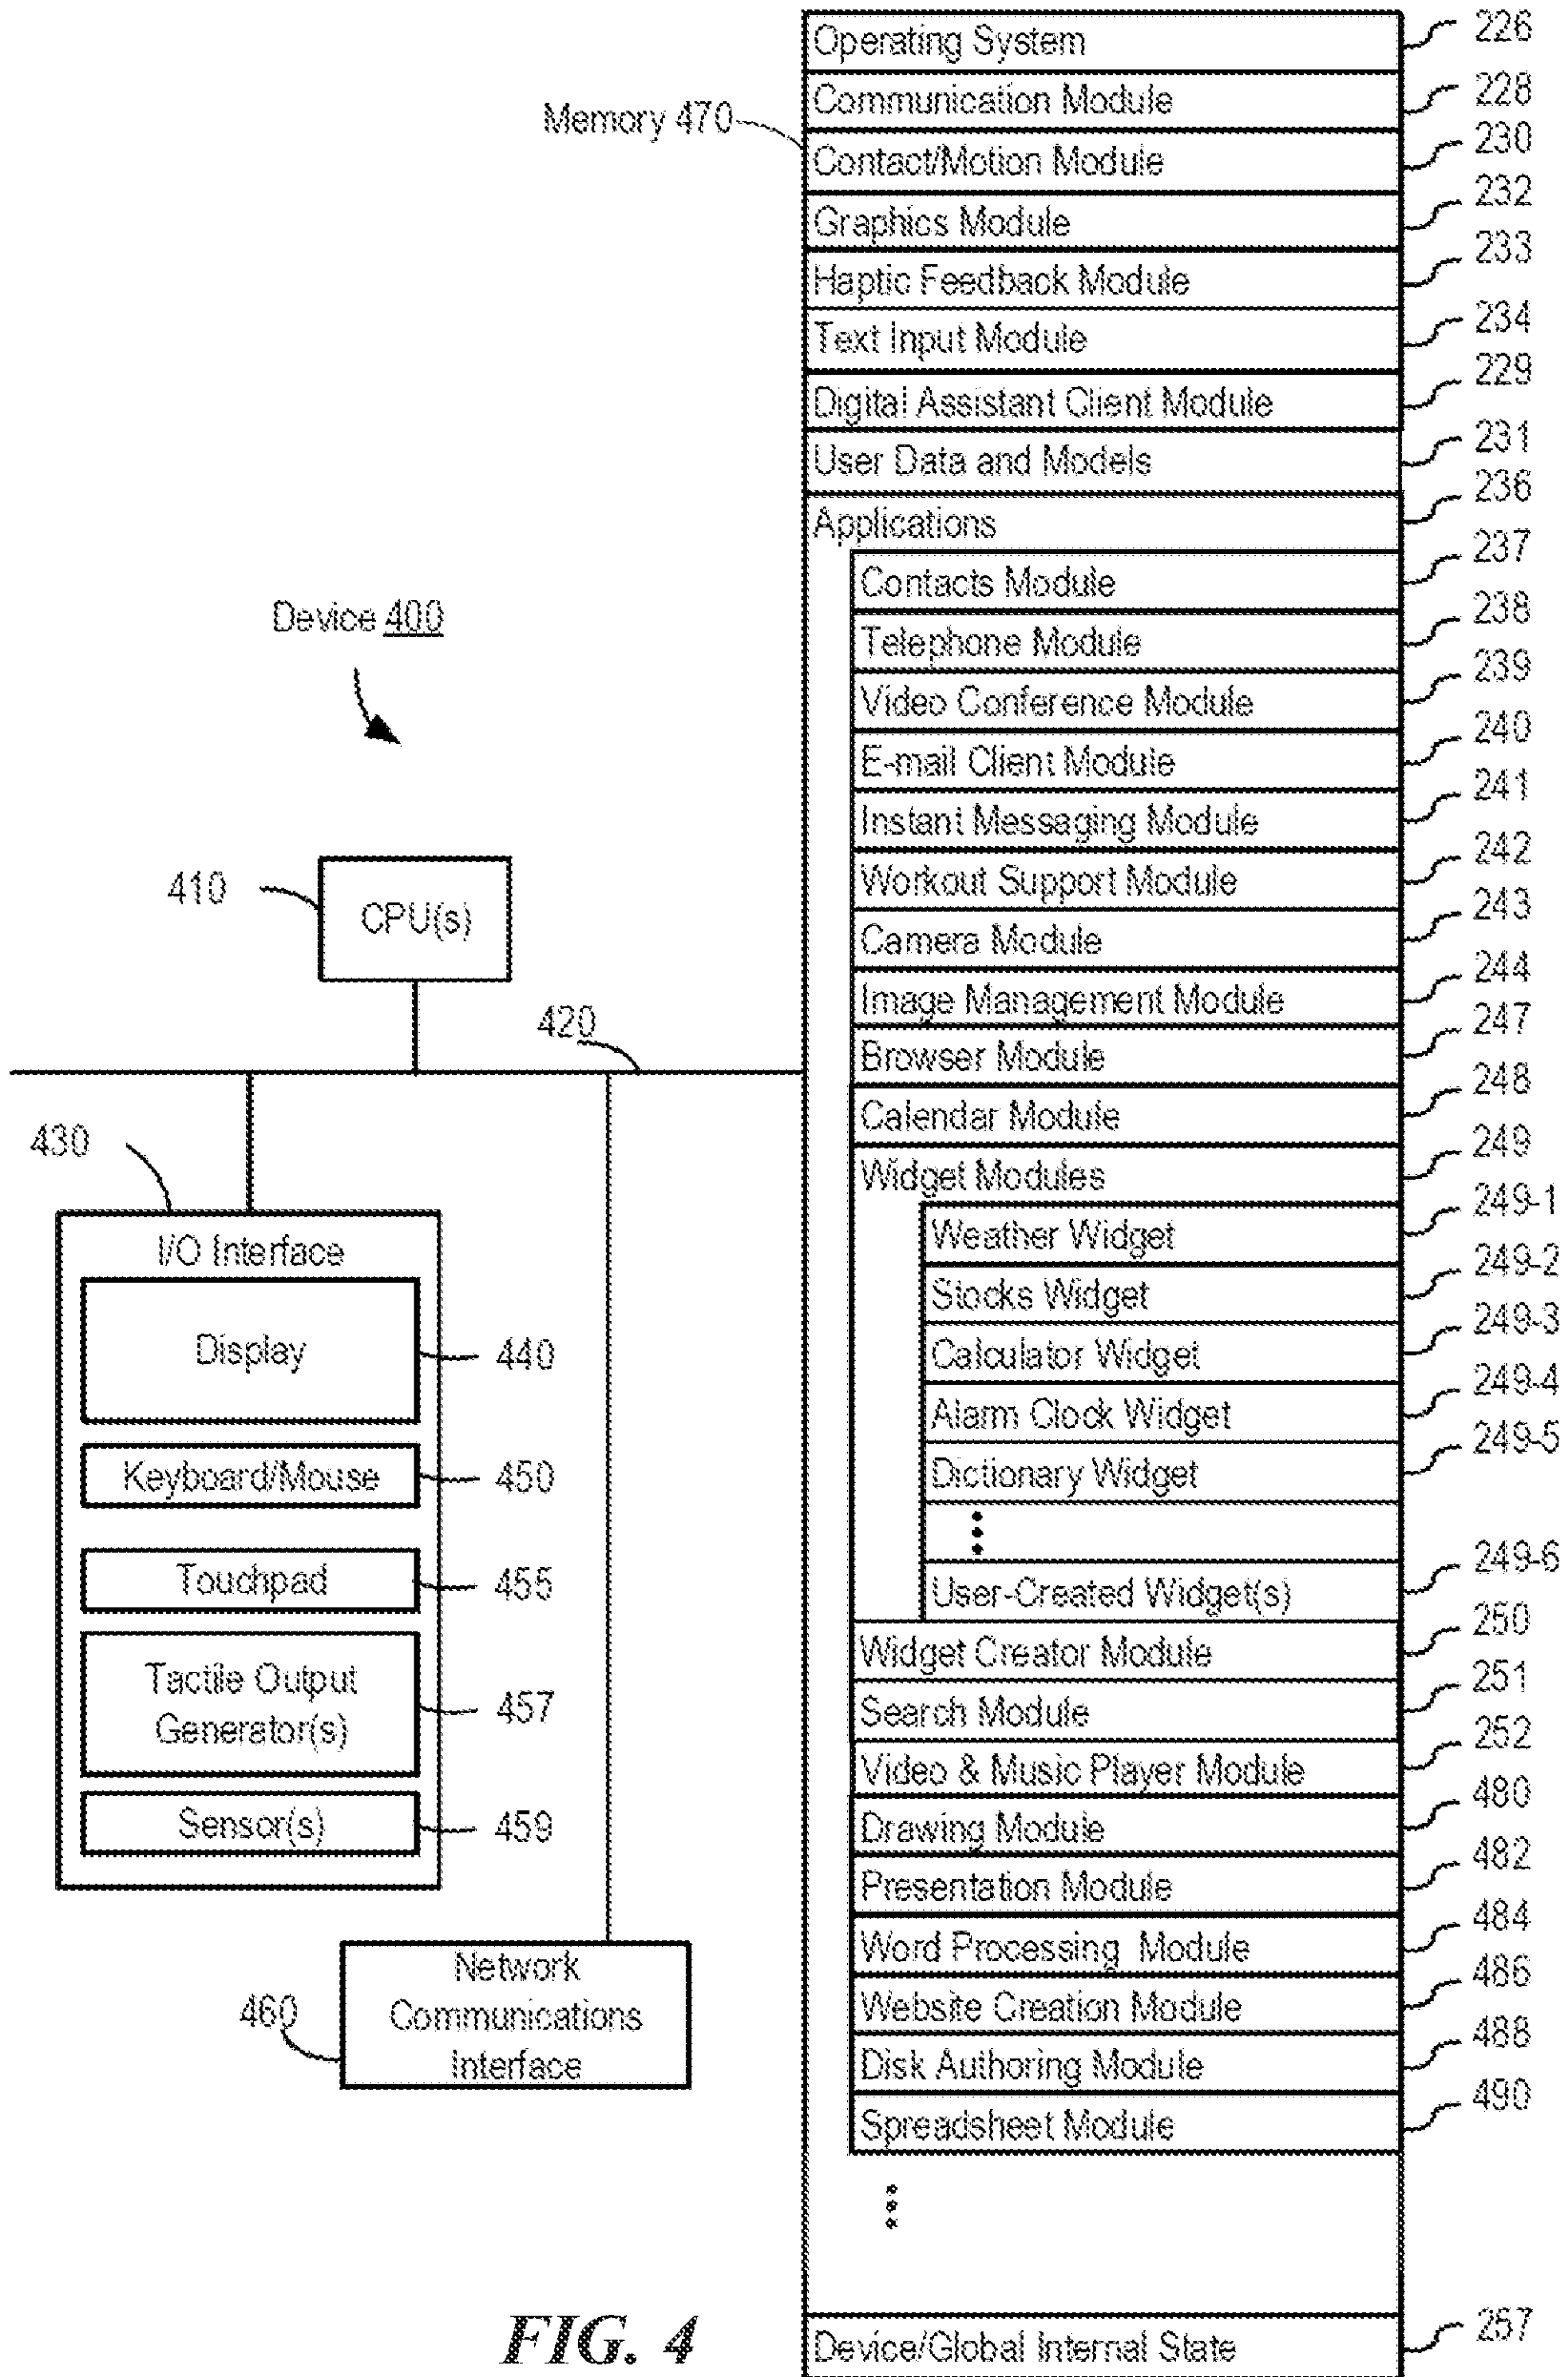 Operating System 226
Communication Module 228
Memory 470
Contact/Motion Module 230
Graphics Module 232
Haptic Feedback Module 233
Text Input Module 234
Digital Assistant Client Module 229
User Data and Models 231
Applications 236
Contacts Module 237
Device 400
Telephone Module 238
Video Conference Module 239
E-mail Client Module 240
Instant Messaging Module 241
Workout Support Module 242
410
CPU(s)
Camera Module 243
Image Management Module 244
420
Browser Module 247
Calendar Module 248
Widget Modules 249
Weather Widget 249-1
Stocks Widget 249-2
Calculator Widget 249-3
Alarm Clock Widget 249-4
Dictionary Widget 249-5
User-Created Widget(s) 249-6
Widget Creator Module 250
Search Module 251
Video & Music Player Module 252
Drawing Module 480
Presentation Module 482
Word Processing Module 484
Website Creation Module 486
Disk Authoring Module 488
Spreadsheet Module 490
Device/Global Internal State 257
430
I/O Interface
Display 440
Keyboard/Mouse 450
Touchpad 455
Tactile Output
Generator(s) 457
Sensor(s) 459
460
Network
Communications
Interface
FIG. 4